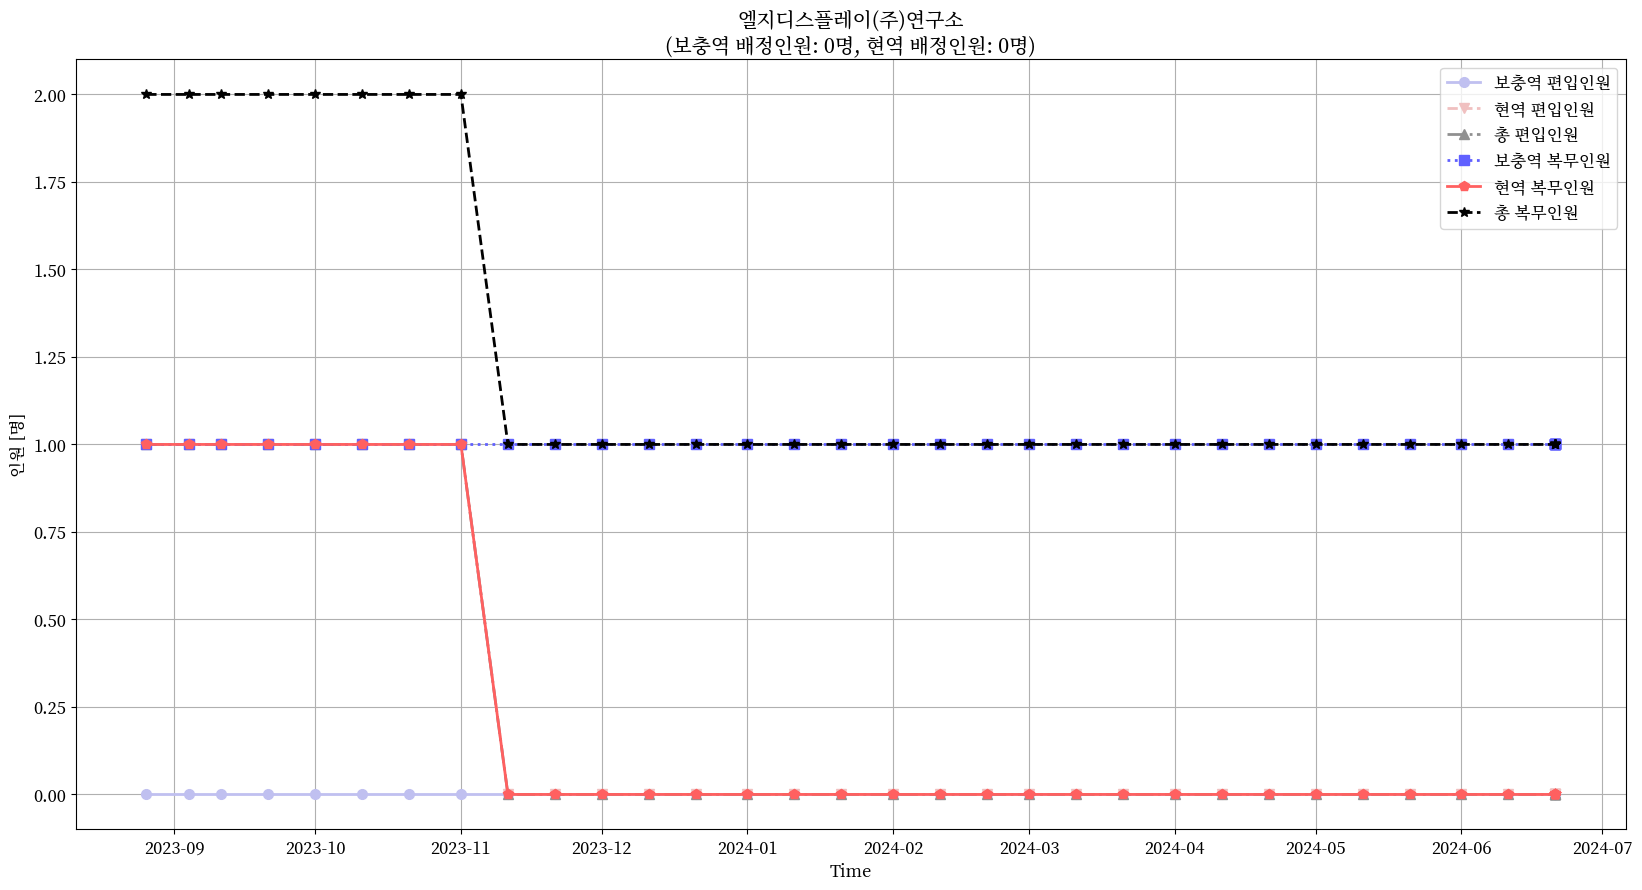 엘지디스플레이(주)연구소
(보충역 배정인원: 0명, 현역 배정인원: 0명)
보충역 편입인원
현역 편입인원
총 편입인원
보충역 복무인원
현역 복무인원
총 복무인원
인원 [명]
2.00
1.75
1.50
1.25
1.00
0.75
0.50
0.25
0.00
2023-09 2023-10 2023-11 2023-12 2024-01 2024-02 2024-03 2024-04 2024-05 2024-06 2024-07
Time